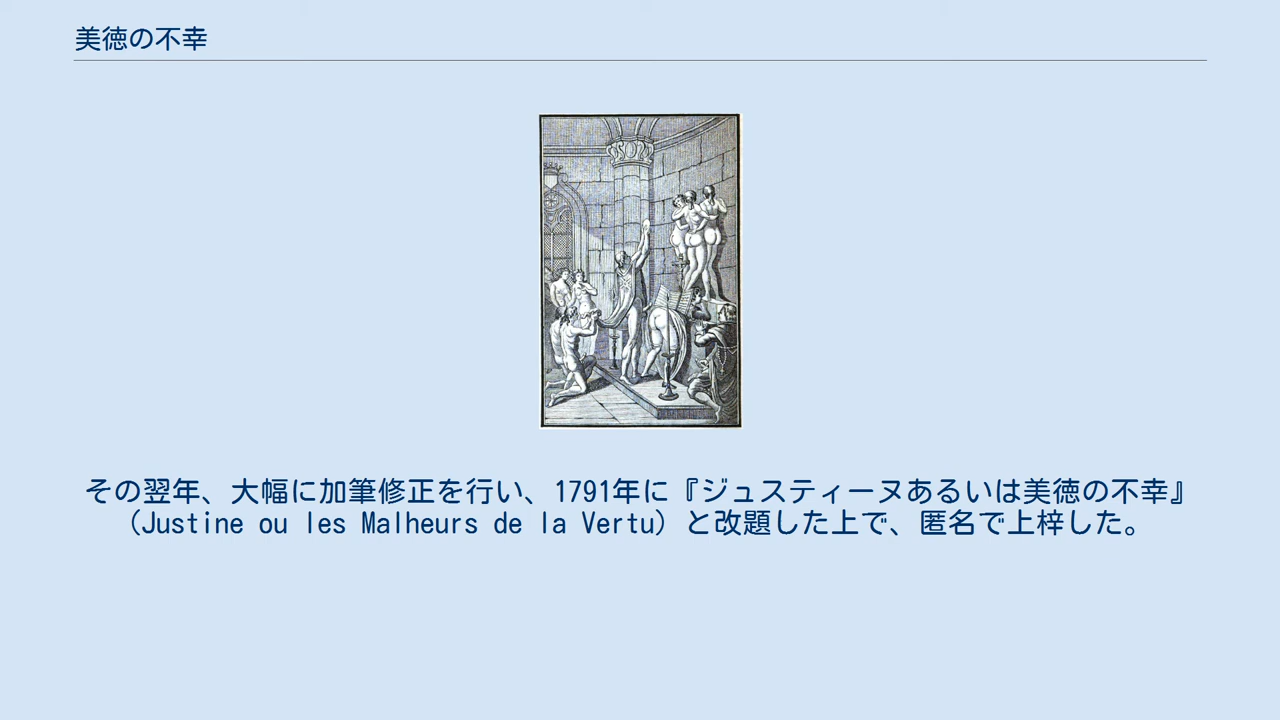 美徳の不幸
その翌年、大幅に加筆修正を行い、1791年に『ジュスティーヌあるいは美徳の不幸』
（Justine ou les Malheurs de la Vertu）と改題した上で、匿名で上梓した。